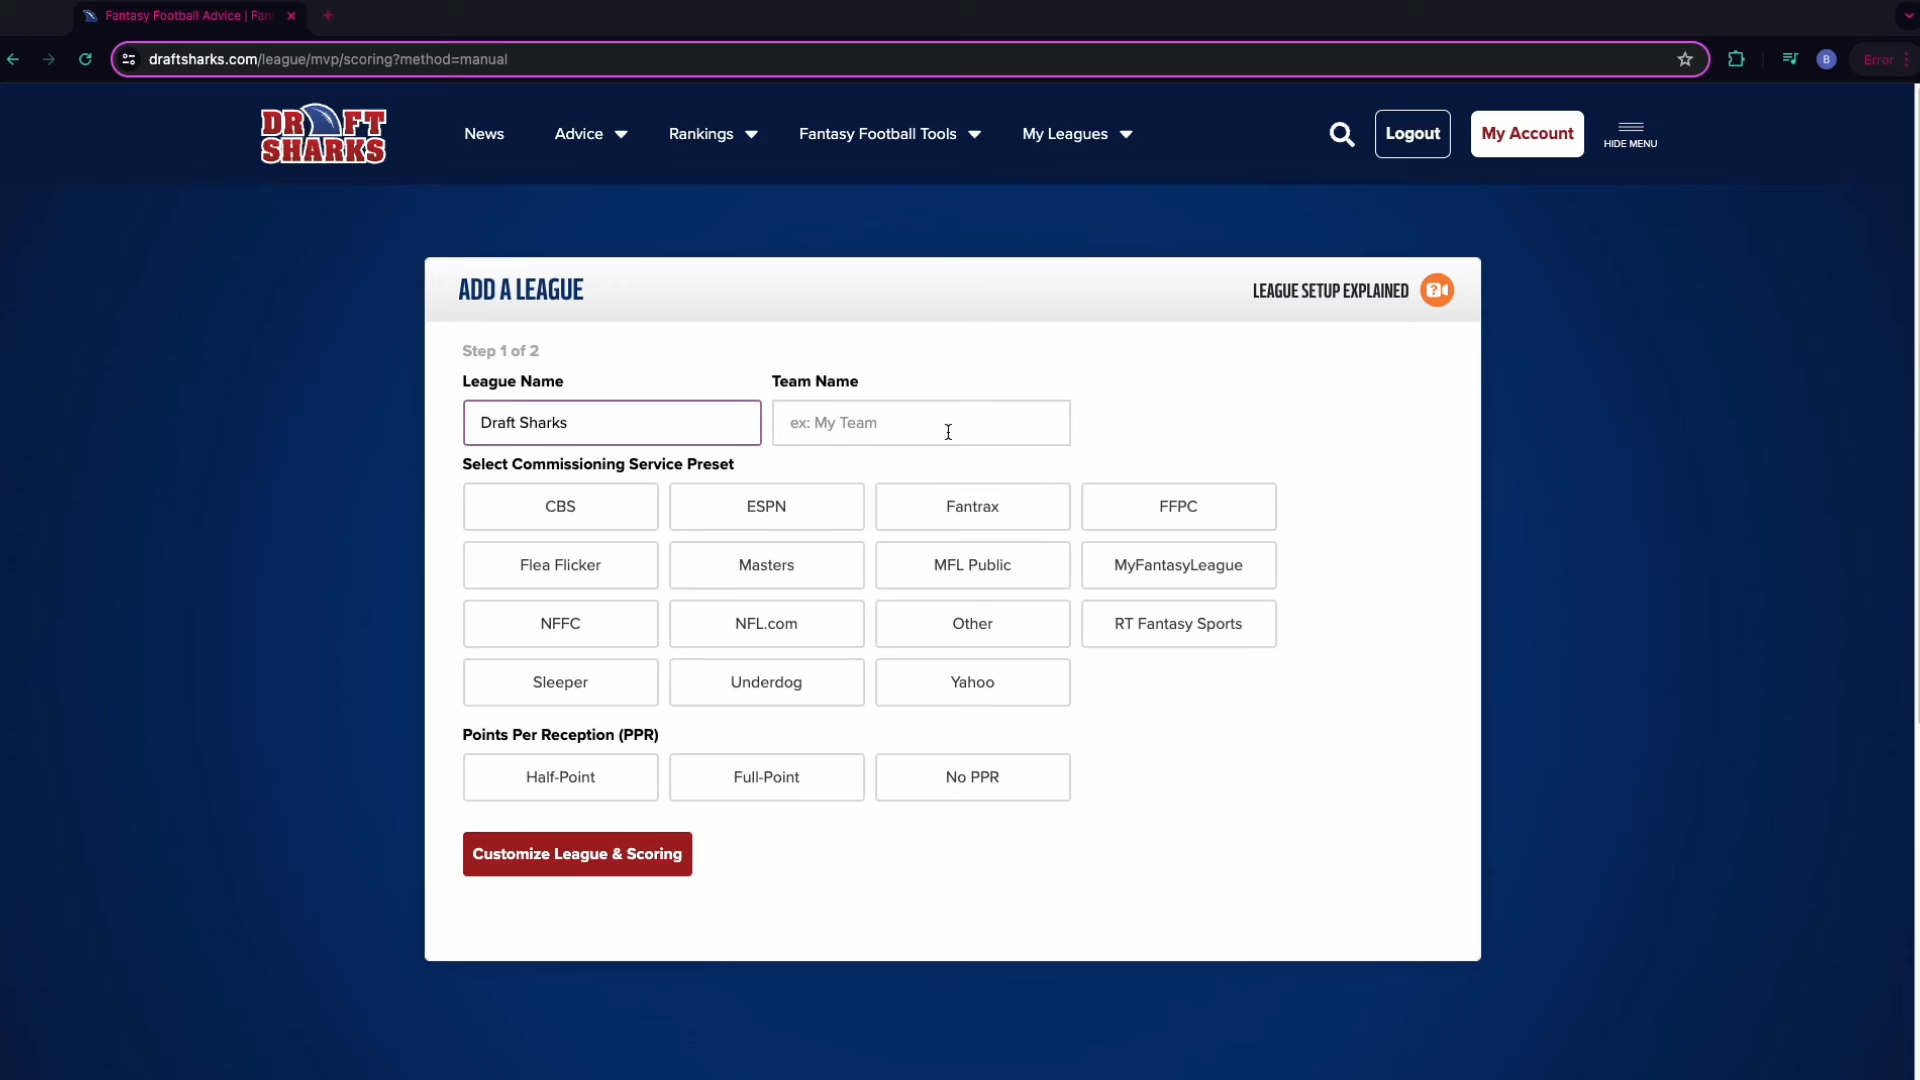 Fantasy Football Advice | Fan
draftsharks.com/league/mvp/scoring?method=manual
B
Error
DRAFT
SHARKS
News
Advice
Rankings
Fantasy Football Tools
My Leagues
Logout
My Account
HIDE MENU
ADD A LEAGUE
LEAGUE SETUP EXPLAINED
Step 1 of 2
League Name
Team Name
Draft Sharks
ex: My Team
Select Commissioning Service Preset
CBS
ESPN
Fantrax
FFPC
Flea Flicker
Masters
MFL Public
MyFantasyLeague
NFFC
NFL.com
Other
RT Fantasy Sports
Sleeper
Underdog
Yahoo
Points Per Reception (PPR)
Half-Point
Full-Point
No PPR
Customize League & Scoring